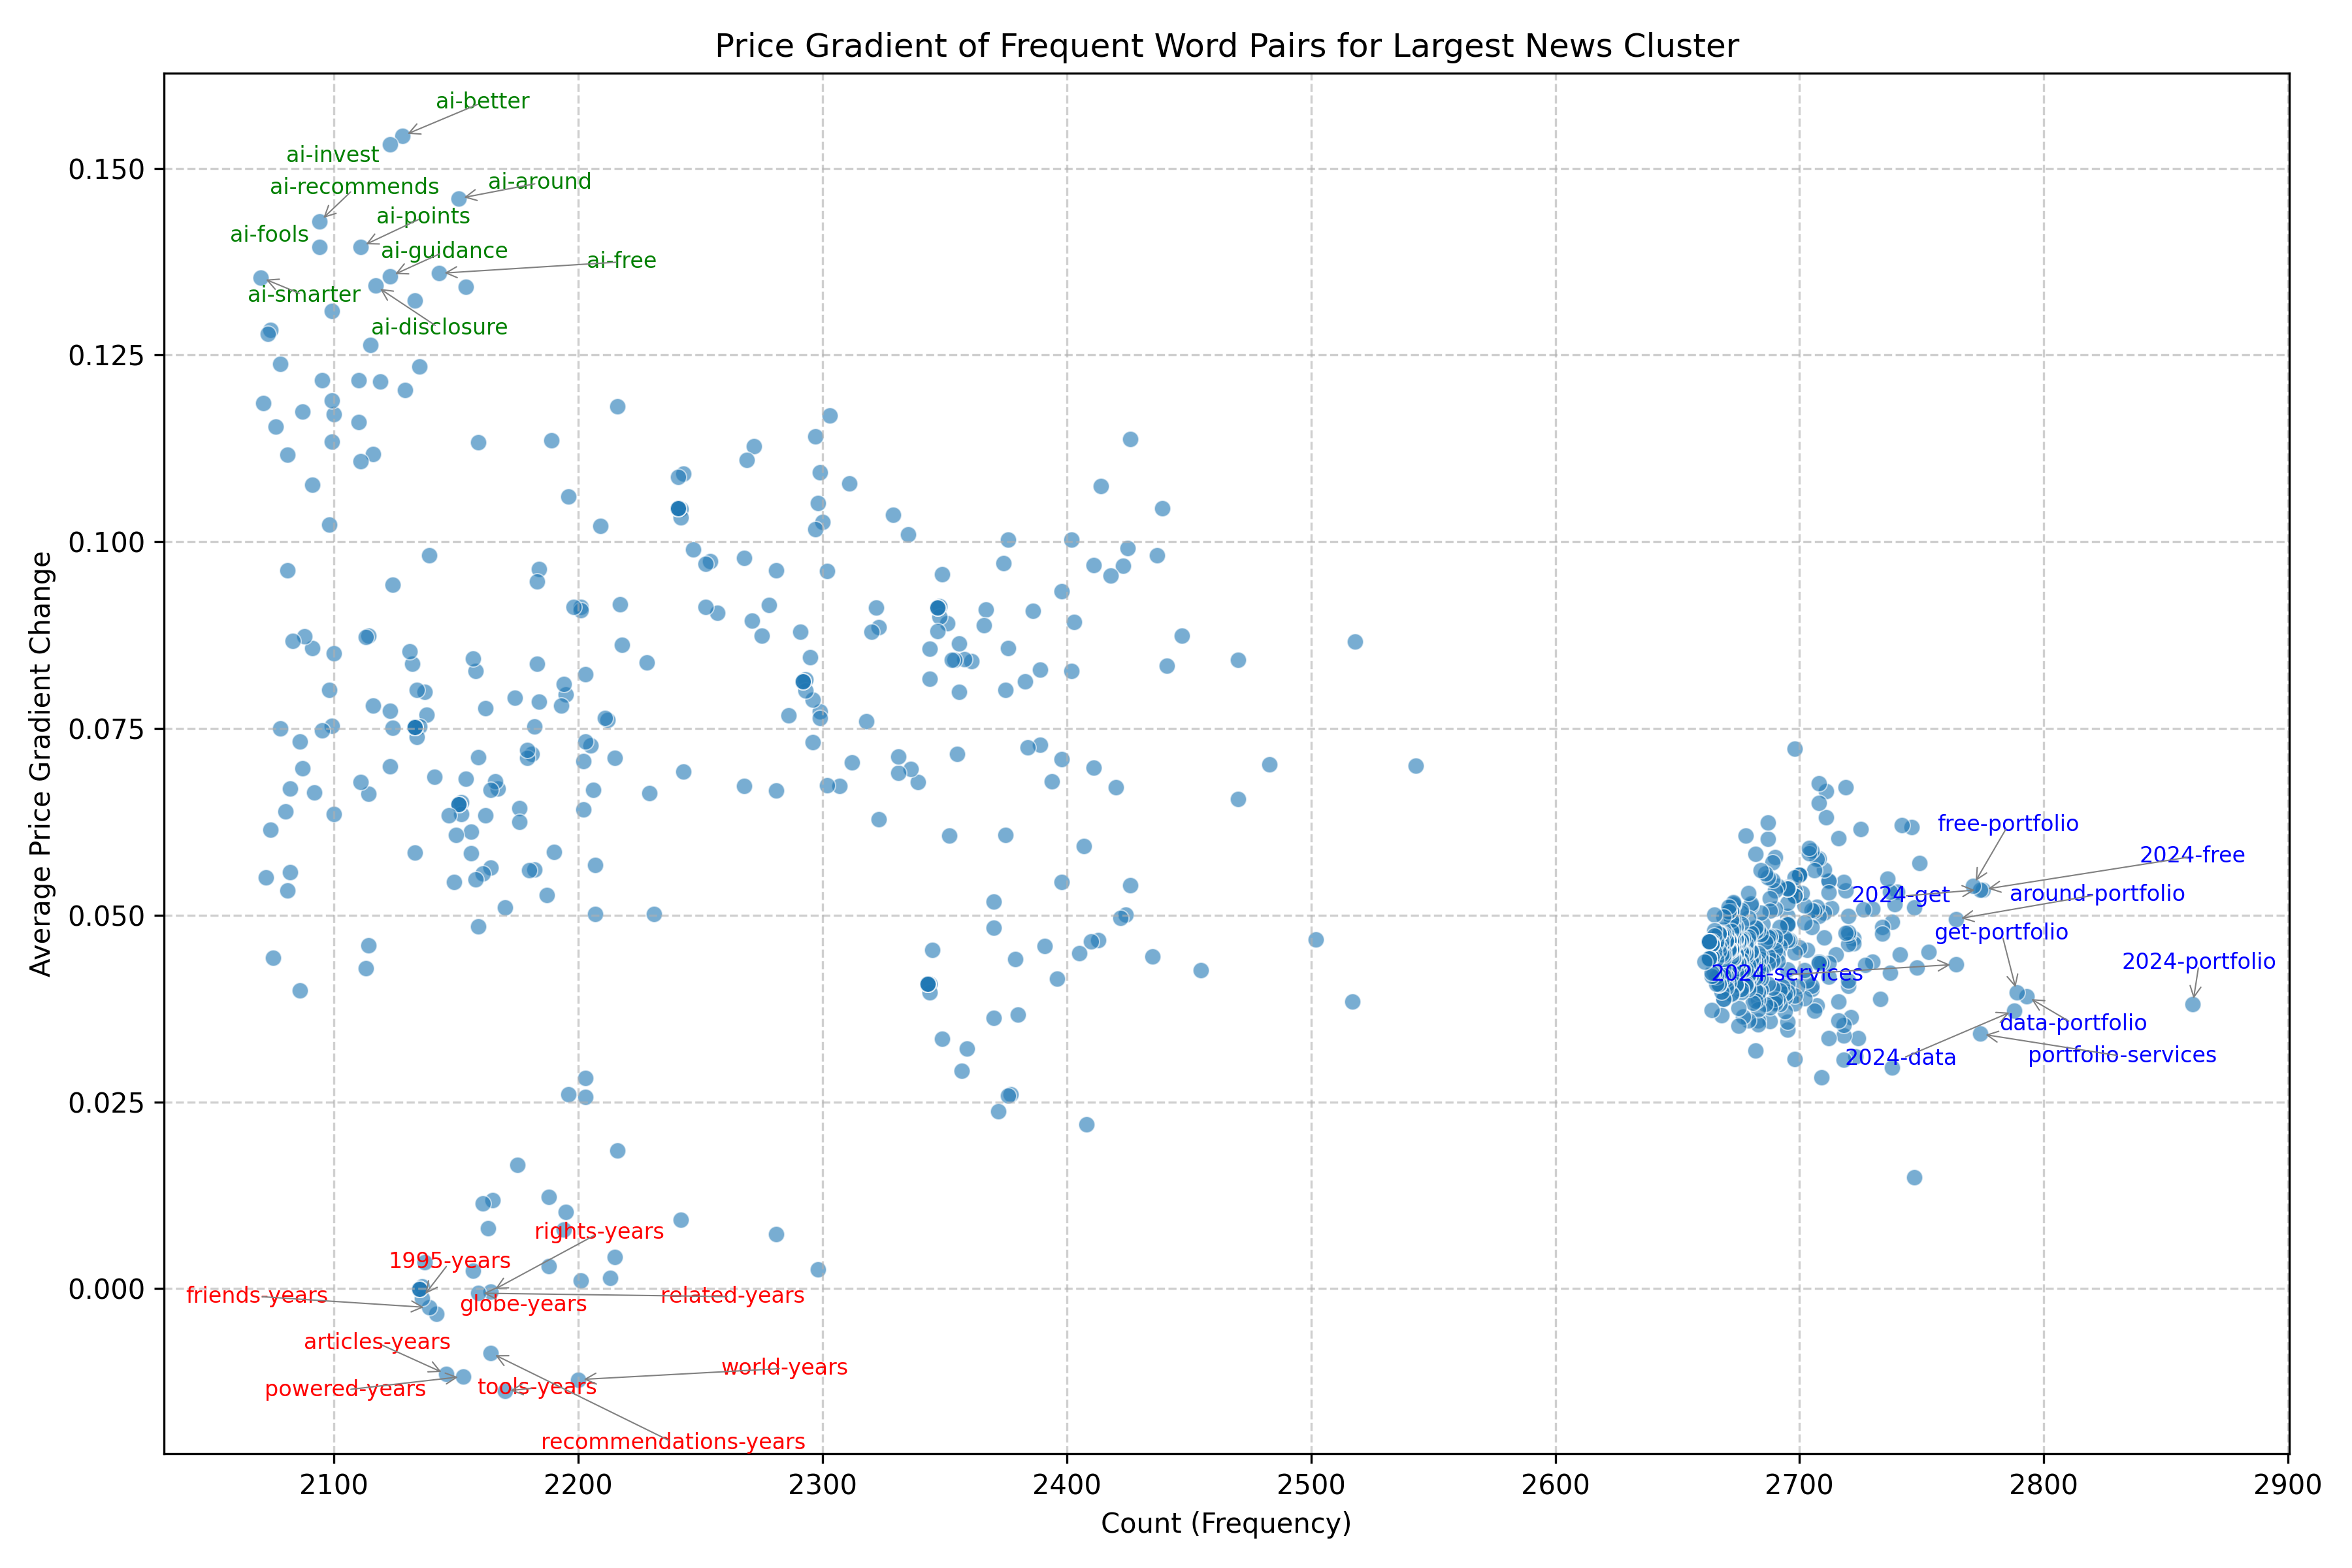 Price Gradient of Frequent Word Pairs for Largest News Cluster
ai-better
ai-invest
ai-recommends
ai-around
ai-points
ai-fools
ai-guidance
ai-free
ai-smarter
ai-disclosure
free-portfolio
2024-free
2024-get
around-portfolio
get-portfolio
2024-portfolio
2024-services
data-portfolio
2024-data
portfolio-services
rights-years
1995-years
friends-years
globe-years
related-years
articles-years
world-years
powered-years
tools-years
recommendations-years
0.150
0.125
0.100
0.075
0.050
0.025
0.000
Average Price Gradient Change
2100
2200
2300
2400
2500
2600
2700
2800
2900
Count (Frequency)